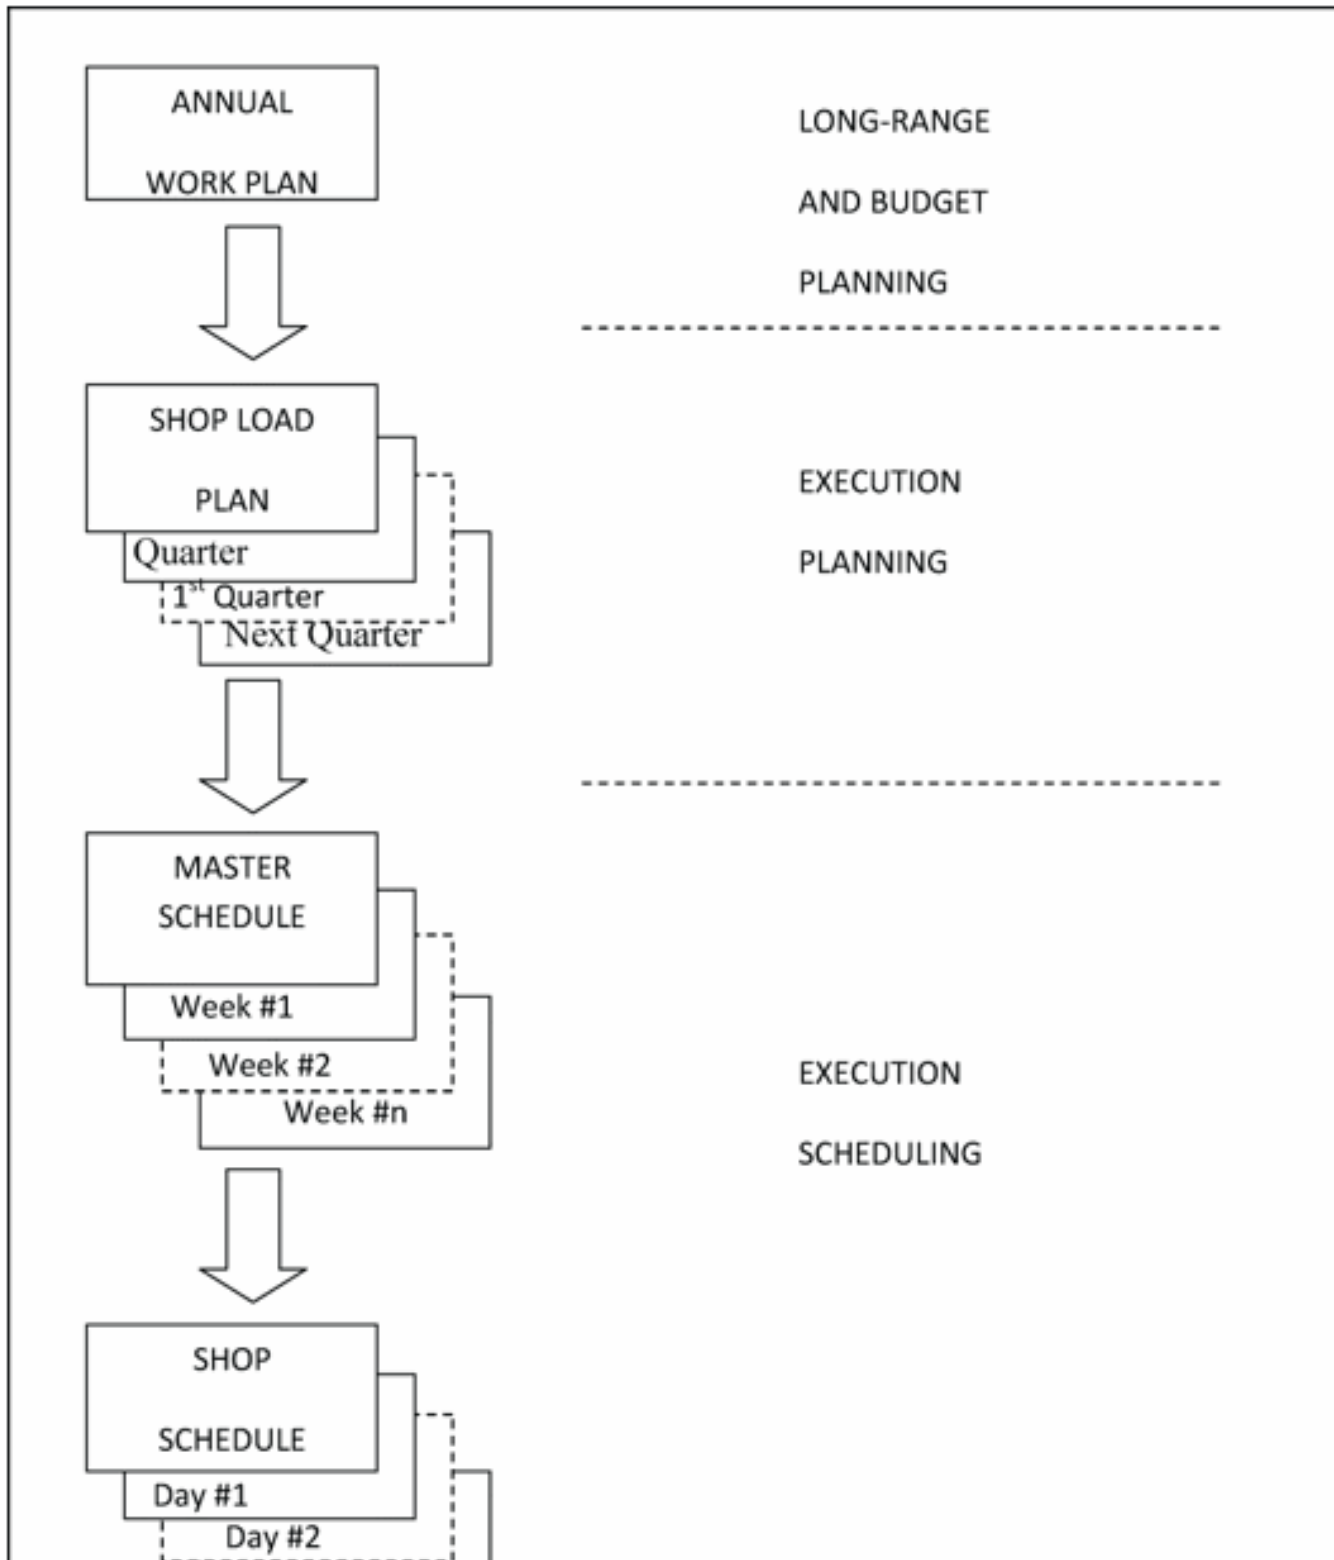 ANNUAL
WORK PLAN
LONG-RANGE
AND BUDGET
PLANNING
SHOP LOAD
PLAN
Quarter
1st Quarter
Next Quarter
EXECUTION
PLANNING
MASTER
SCHEDULE
Week #1
Week #2
Week #n
EXECUTION
SCHEDULING
SHOP
SCHEDULE
Day #1
Day #2